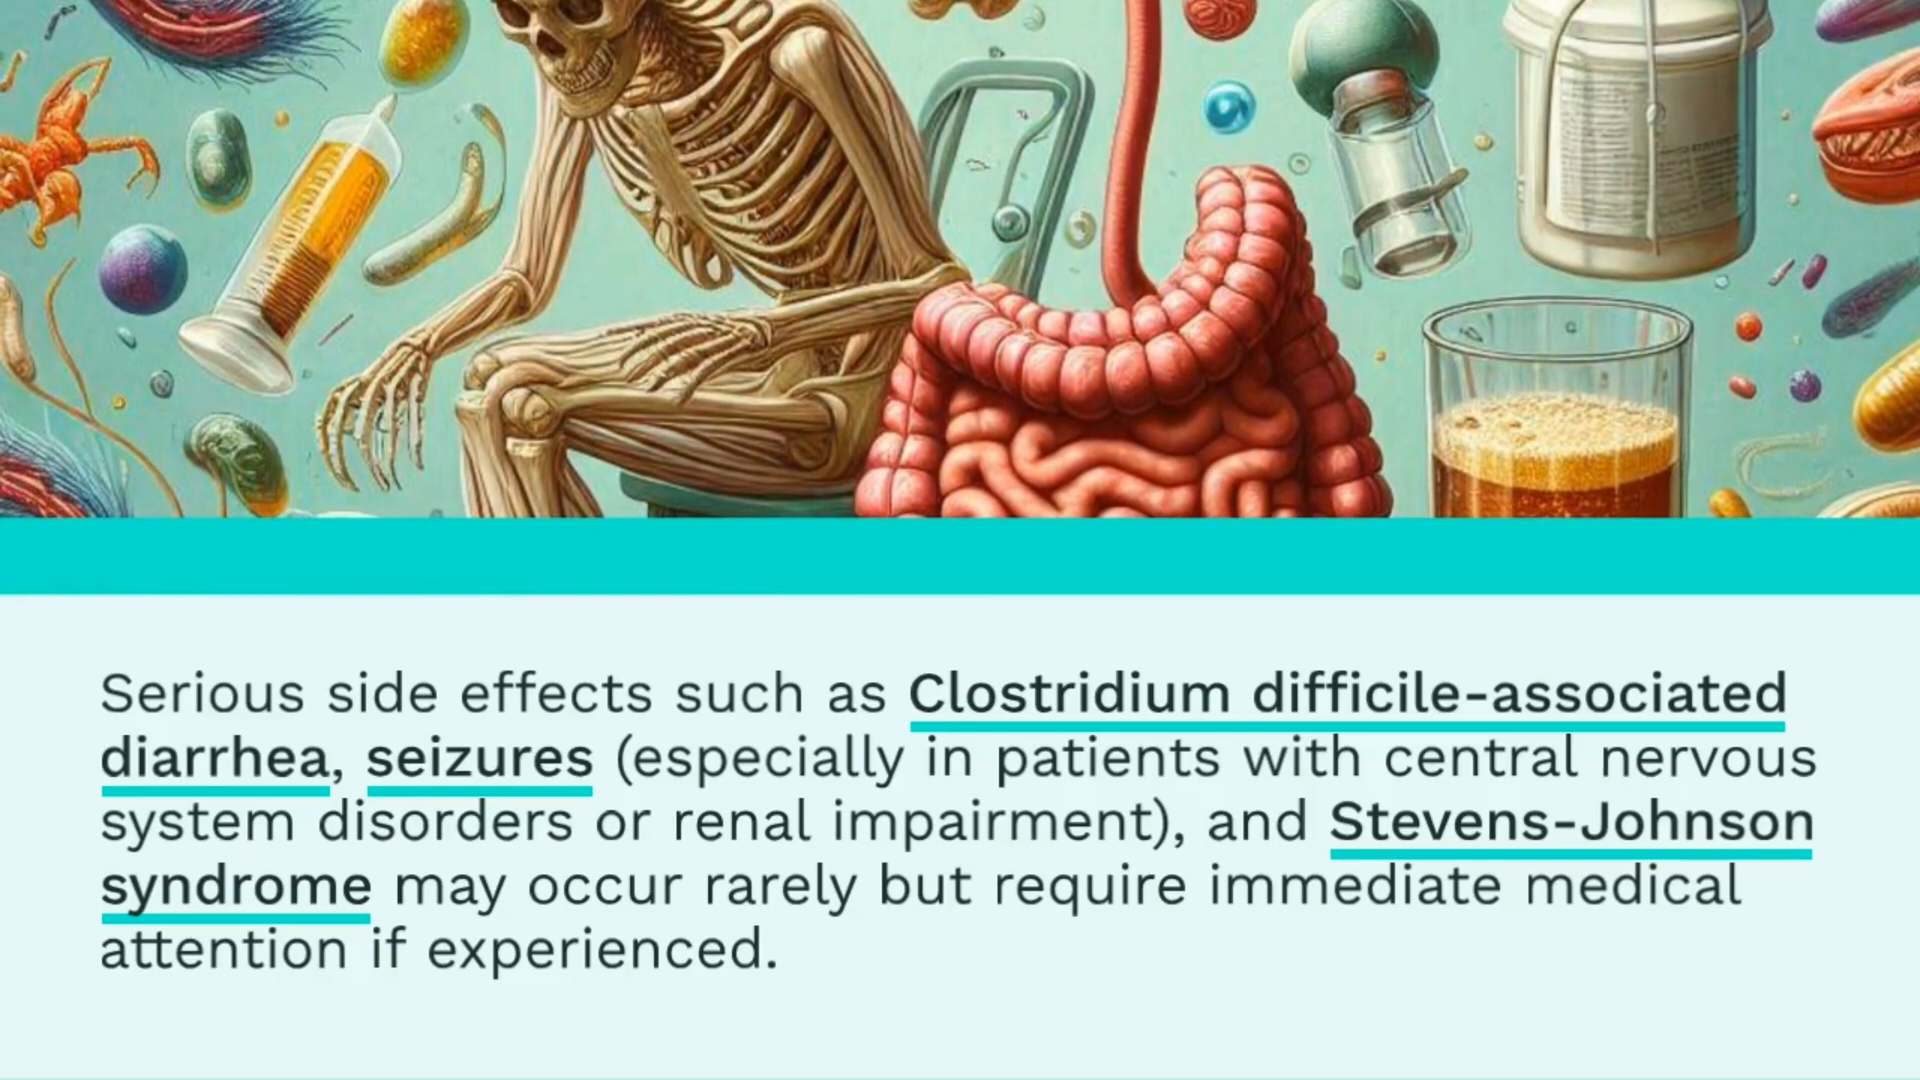 Serious side effects such as Clostridium difficile-associated
diarrhea, seizures (especially in patients with central nervous
system disorders or renal impairment), and Stevens-Johnson
syndrome may occur rarely but require immediate medical
attention if experienced.